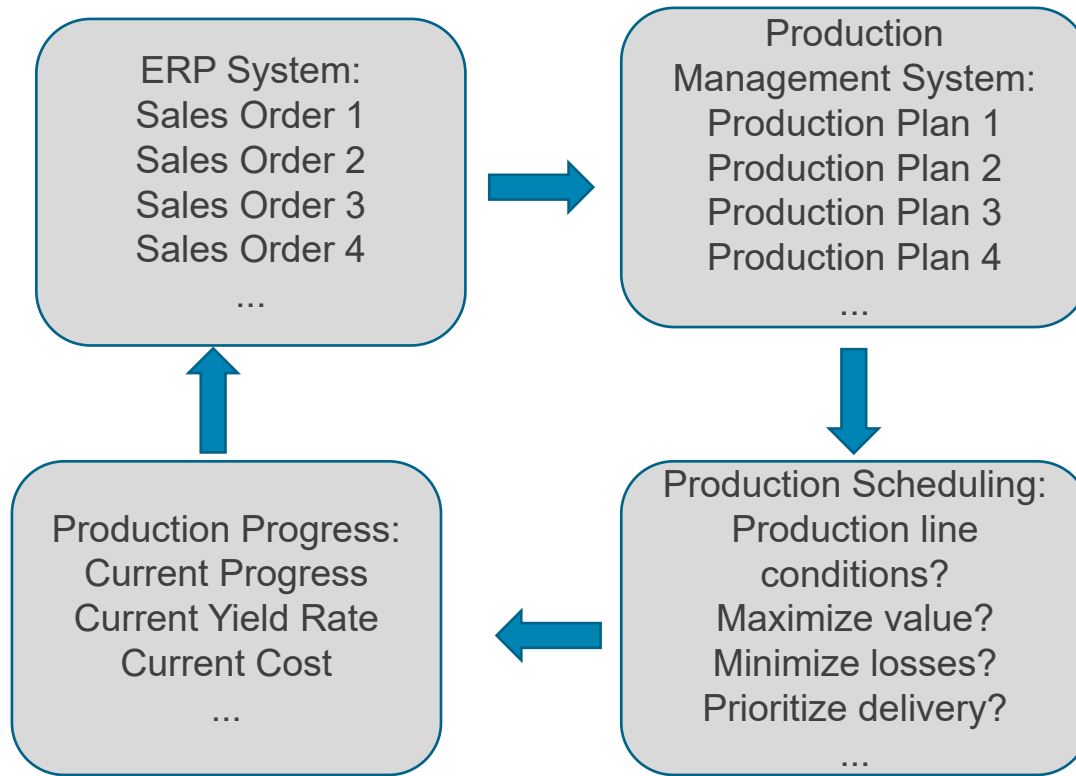 ERP System:
Sales Order 1
Sales Order 2
Sales Order 3
Sales Order 4
...
Production
Management System:
Production Plan 1
Production Plan 2
Production Plan 3
Production Plan 4
...
Production Progress:
Current Progress
Current Yield Rate
Current Cost
...
Production Scheduling:
Production line
conditions?
Maximize value?
Minimize losses?
Prioritize delivery?
...